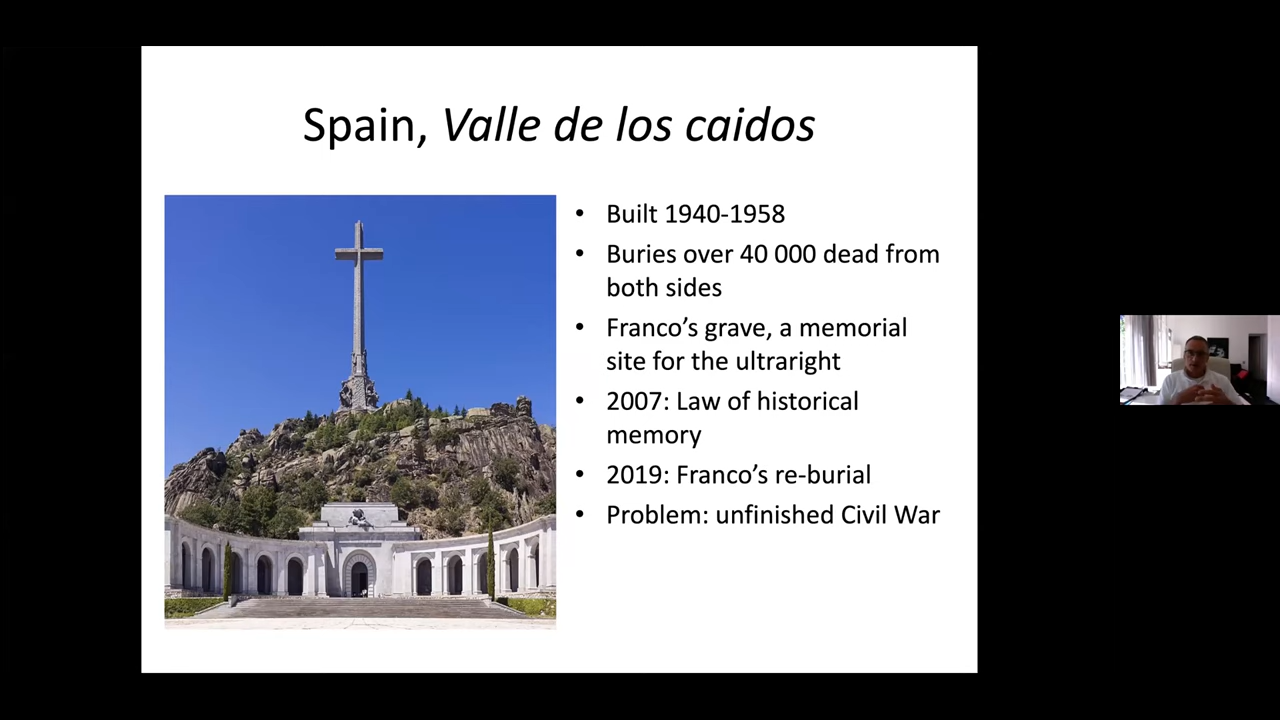 Spain, Valle de los caidos
• Built 1940-1958
• Buries over 40 000 dead from
both sides
• Franco’s grave, a memorial
site for the ultraright
• 2007: Law of historical
memory
• 2019: Franco’s re-burial
• Problem: unfinished Civil War